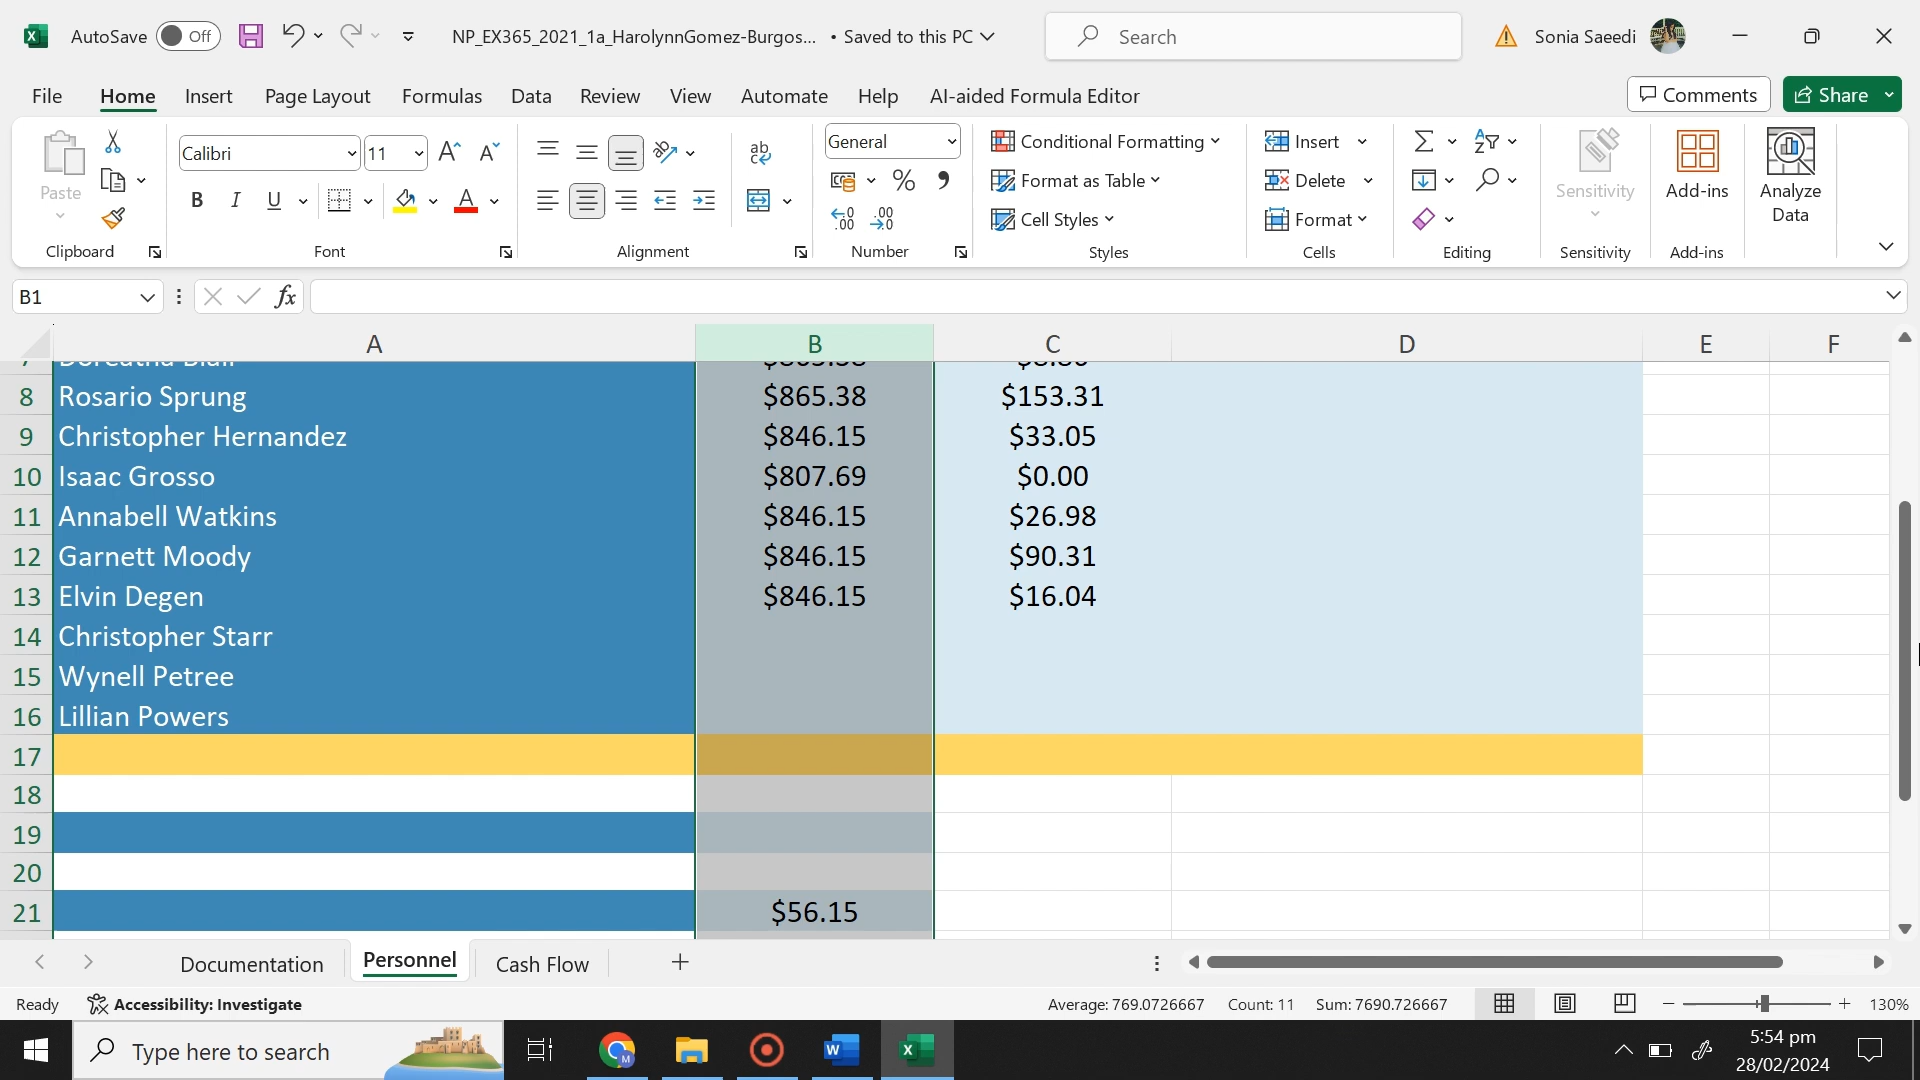 AutoSave Off NP_EX365_2021_1a_HarolynnGomez-Burgos... • Saved to this PC Search Sonia Saeedi
File Home Insert Page Layout Formulas Data Review View Automate Help AI-aided Formula Editor Comments Share
Paste Calibri 11 General Conditional Formatting Insert Sensitivity Add-ins Analyze Data
B I U A Format as Table Delete
Cell Styles Format
Clipboard Font Alignment Number Styles Cells Editing Sensitivity Add-ins
B1 fx
A B C D E F
8 Rosario Sprung $865.38 $153.31
9 Christopher Hernandez $846.15 $33.05
10 Isaac Grosso $807.69 $0.00
11 Annabell Watkins $846.15 $26.98
12 Garnett Moody $846.15 $90.31
13 Elvin Degen $846.15 $16.04
14 Christopher Starr
15 Wynell Petree
16 Lillian Powers
17
18
19
20
21 $56.15
Documentation Personnel Cash Flow +
Ready Accessibility: Investigate Average: 769.0726667 Count: 11 Sum: 7690.726667 130%
Type here to search 5:54 pm
28/02/2024